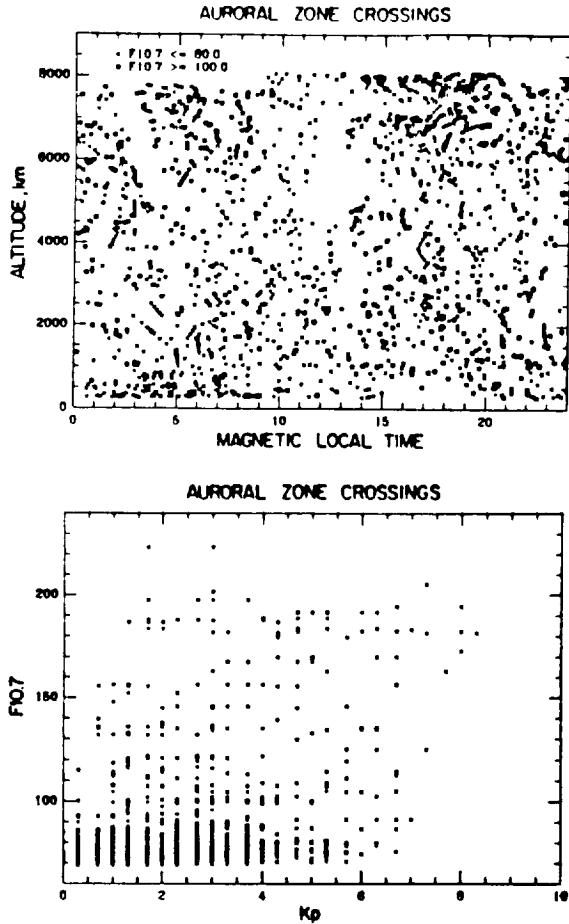 AURORAL ZONE CROSSINGS
F10.7 <= 80.0
F10.7 >= 100.0
8000
6000
4000
2000
0
ALTITUDE, km
0 5 10 15 20
MAGNETIC LOCAL TIME
AURORAL ZONE CROSSINGS
200
150
100
F10.7
0 2 4 6 8 10
Kp